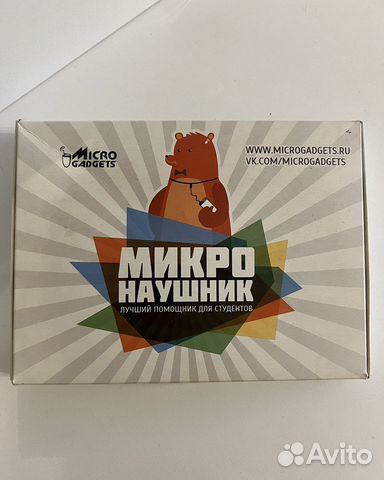 MICRO
GADGETS
WWW.MICROGADGETS.RU
VK.COM/MICROGADGETS
МИКРО
НАУШНИК
ЛУЧШИЙ ПОМОЩНИК ДЛЯ СТУДЕНТОВ
Avito